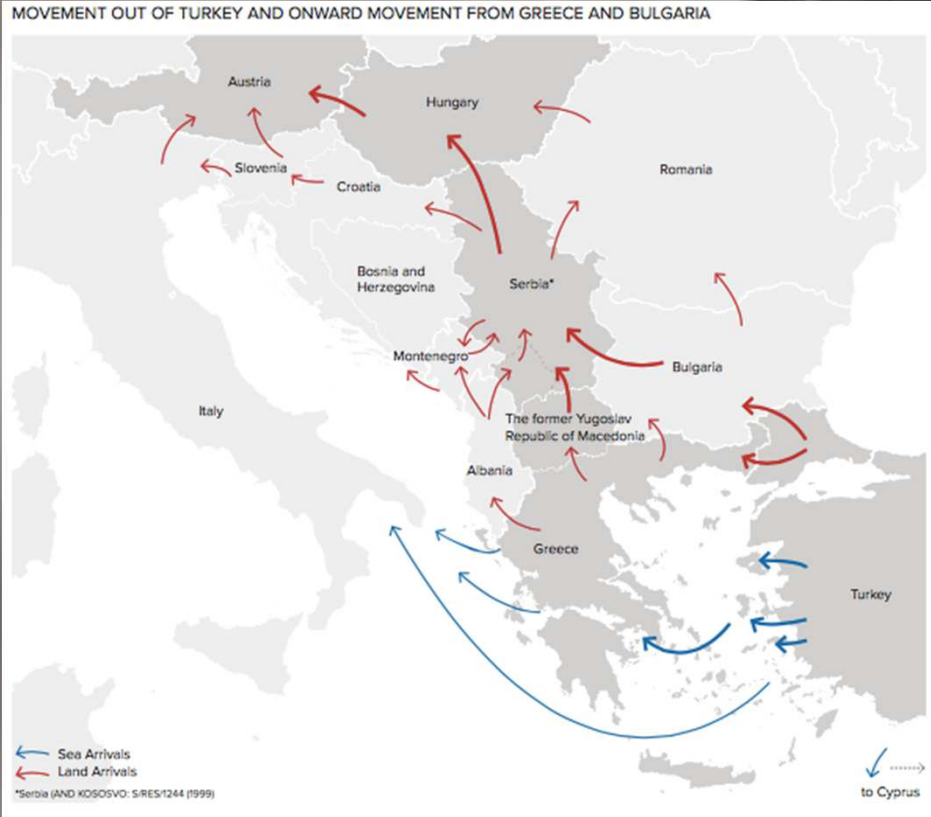 MOVEMENT OUT OF TURKEY AND ONWARD MOVEMENT FROM GREECE AND BULGARIA
Austria
Hungary
Slovenia
Romania
Croatia
Bosnia and
Herzegovina
Serbia*
Montenegro
Bulgaria
Italy
The former Yugoslav
Republic of Macedonia
Albania
Greece
Turkey
Sea Arrivals
Land Arrivals
*Serbia (AND KOSOSVO: S/RES/1244 (1999)
to Cyprus